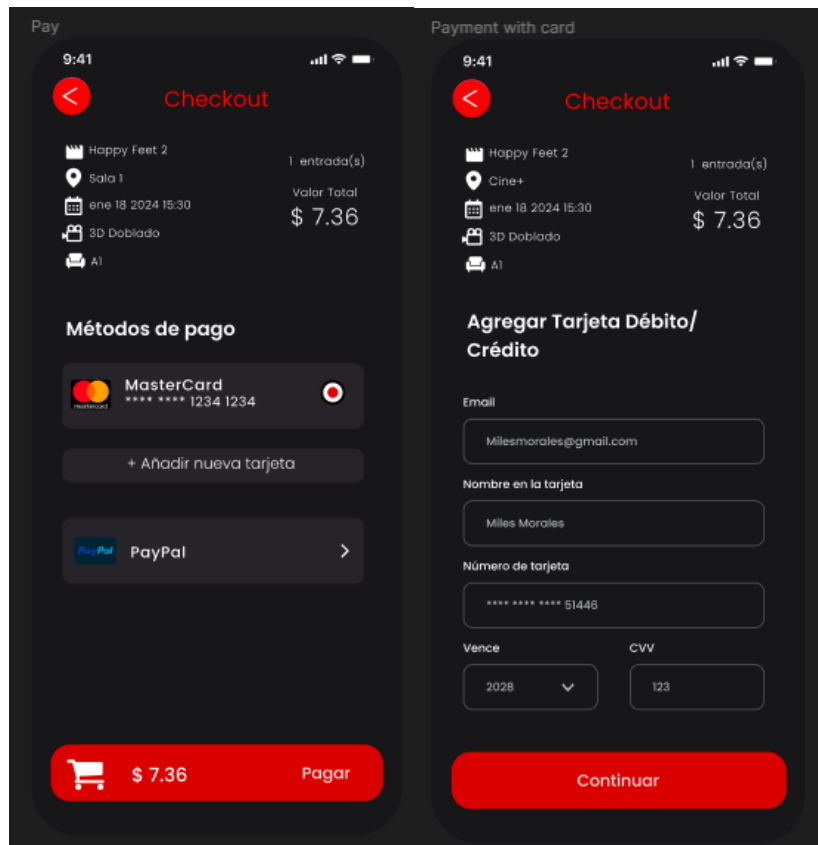 Pay
9:41
Checkout
Happy Feet 2
Sala 1
ene 18 2024 15:30
3D Doblado
A1
1 entrada(s)
Valor Total
$ 7.36
Métodos de pago
mastercard
MasterCard
**** **** 1234 1234
+ Añadir nueva tarjeta
PayPal
PayPal
$ 7.36
Pagar
Payment with card
9:41
Checkout
Happy Feet 2
Cine+
ene 18 2024 15:30
3D Doblado
A1
1 entrada(s)
Valor Total
$ 7.36
Agregar Tarjeta Débito/
Crédito
Email
Milesmorales@gmail.com
Nombre en la tarjeta
Miles Morales
Número de tarjeta
**** **** **** 51446
Vence
CVV
2028
123
Continuar